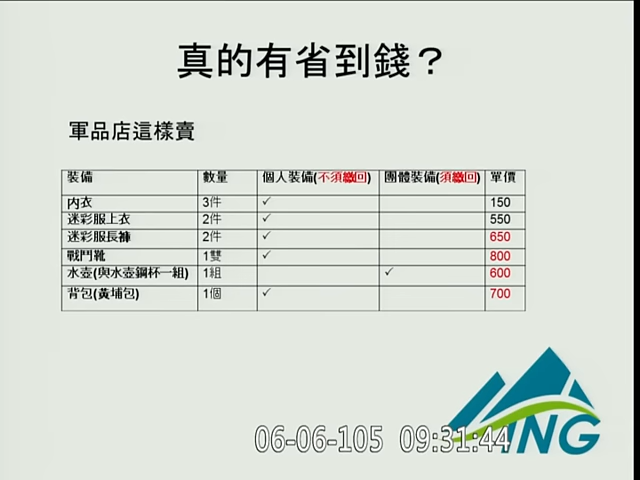 真的有省到錢？
軍品店這樣賣
裝備 數量 個人裝備(不須繳回) 團體裝備(須繳回) 單價
內衣 3件 ✓ 150
迷彩服上衣 2件 ✓ 550
迷彩服長褲 2件 ✓ 650
戰鬥靴 1雙 ✓ 800
水壺(與水壺鋼杯一組) 1組 ✓ 600
背包(黃埔包) 1個 ✓ 700
06-06-105 09:31:44
ING